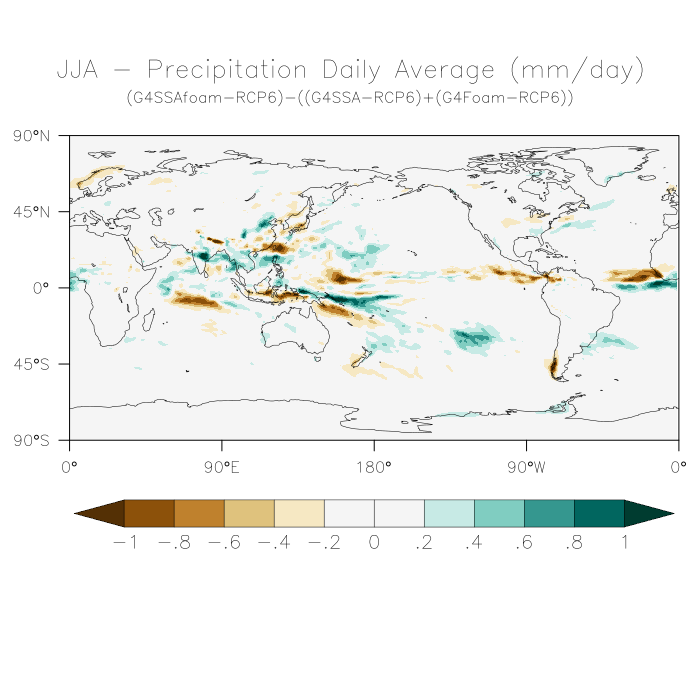 JJA − Precipitation Daily Average (mm/day)
(G4SSAfoam−RCP6)−((G4SSA−RCP6)+(G4Foam−RCP6))
90°N
45°N
0°
45°S
90°S
0° 90°E 180° 90°W 0°
−1 −.8 −.6 −.4 −.2 0 .2 .4 .6 .8 1